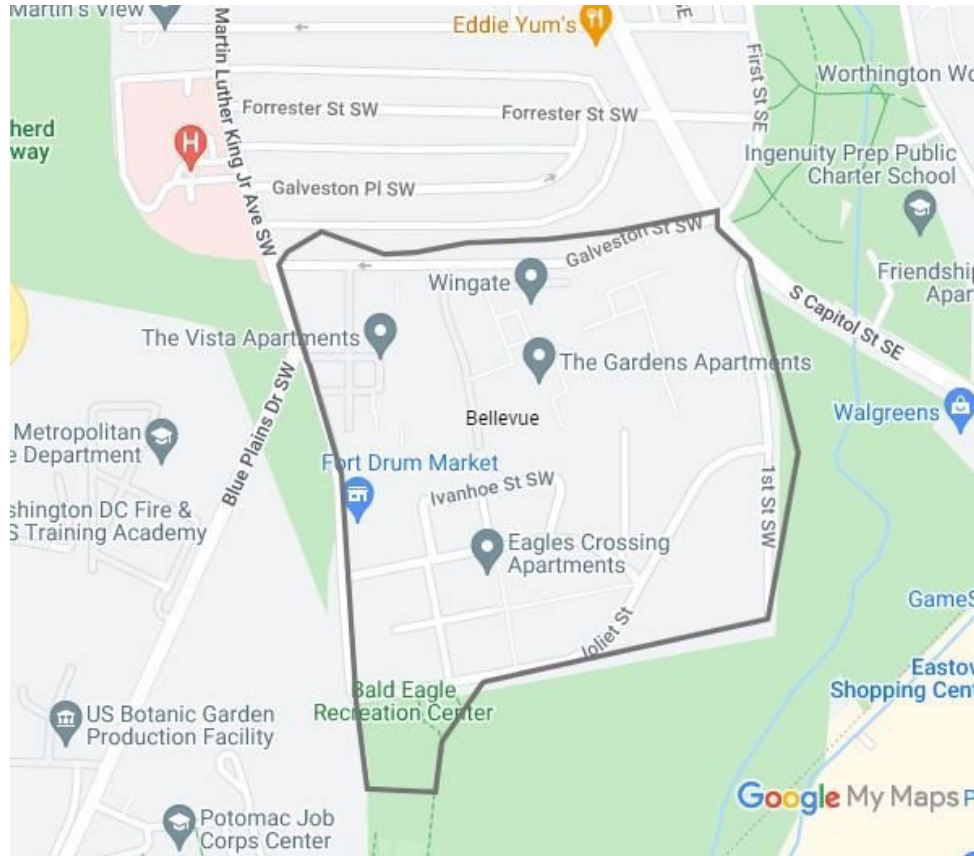 Martin's View
Eddie Yum's
SE
First St SE
Martin Luther King Jr Ave SW
Forrester St SW
Forrester St SW
Worthington Wo
herd
way
H
Ingenuity Prep Public
Charter School
Galveston Pl SW
Galveston St SW
Wingate
Friendship
Apar
S Capitol St SE
The Vista Apartments
The Gardens Apartments
Blue Plains Dr SW
Bellevue
Walgreens
Metropolitan
e Department
Fort Drum Market
Ivanhoe St SW
1st St SW
shington DC Fire &
S Training Academy
Eagles Crossing
Apartments
GameS
Joliet St
Eastov
Shopping Cent
Bald Eagle
Recreation Center
US Botanic Garden
Production Facility
Google My Maps
P
Potomac Job
Corps Center